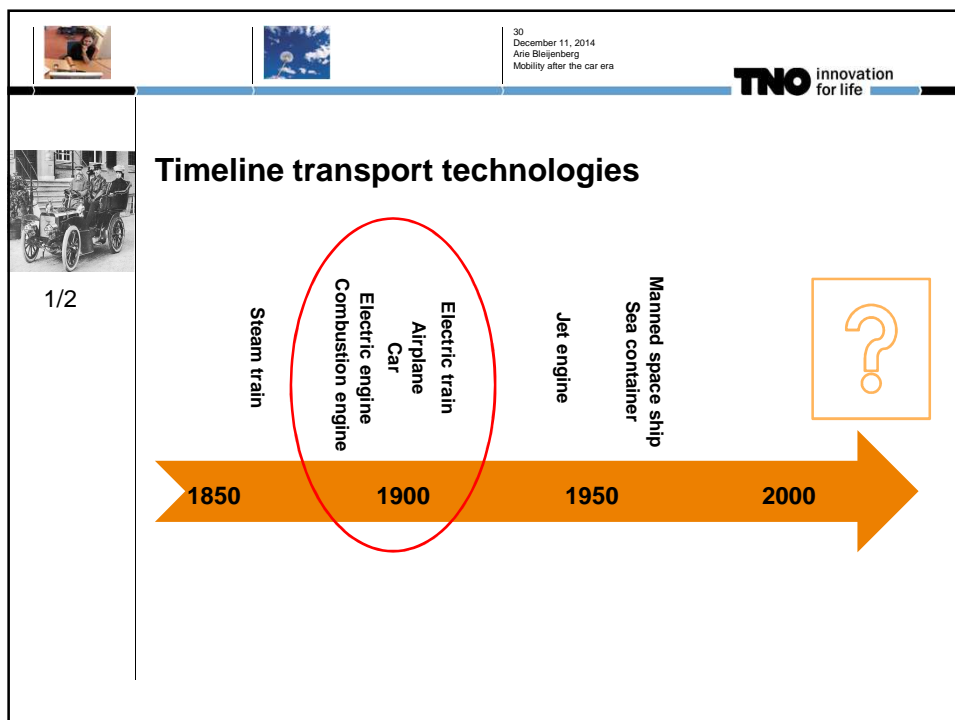 30
December 11, 2014
Arie Bleijenberg
Mobility after the car era
TNO innovation
for life
Timeline transport technologies
1/2
Steam train
Combustion engine
Electric engine
Car
Airplane
Electric train
Jet engine
Sea container
Manned space ship
?
1850 1900 1950 2000